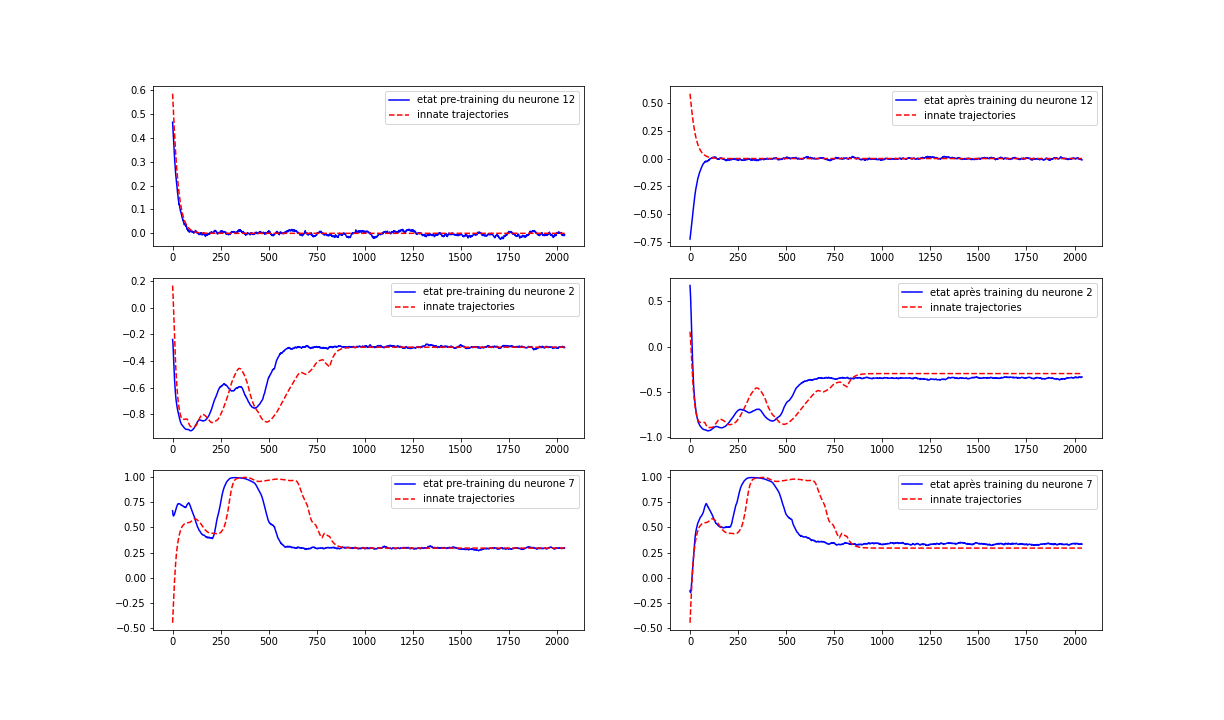 etat pre-training du neurone 12
innate trajectories
0.6
0.5
0.4
0.3
0.2
0.1
0.0
0 250 500 750 1000 1250 1500 1750 2000
etat après training du neurone 12
innate trajectories
0.50
0.25
0.00
−0.25
−0.50
−0.75
0 250 500 750 1000 1250 1500 1750 2000
etat pre-training du neurone 2
innate trajectories
0.2
0.0
−0.2
−0.4
−0.6
−0.8
0 250 500 750 1000 1250 1500 1750 2000
etat après training du neurone 2
innate trajectories
0.5
0.0
−0.5
−1.0
0 250 500 750 1000 1250 1500 1750 2000
etat pre-training du neurone 7
innate trajectories
1.00
0.75
0.50
0.25
0.00
−0.25
−0.50
0 250 500 750 1000 1250 1500 1750 2000
etat après training du neurone 7
innate trajectories
1.00
0.75
0.50
0.25
0.00
−0.25
−0.50
0 250 500 750 1000 1250 1500 1750 2000